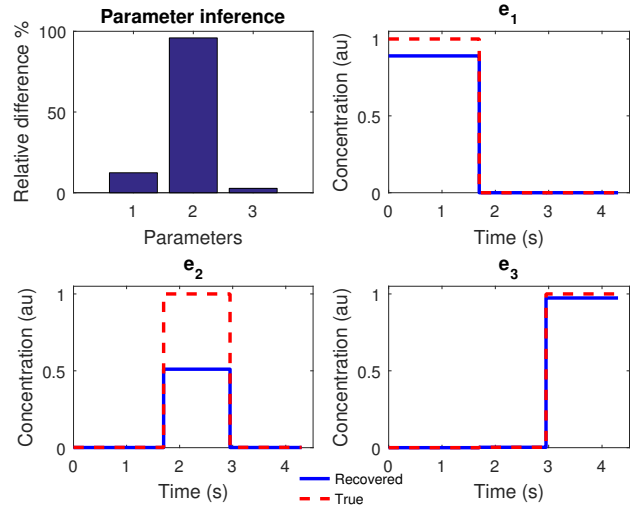 Parameter inference
Relative difference %
100
50
0
1 2 3
Parameters
e1
Concentration (au)
1
0.5
0
0 1 2 3 4
Time (s)
e2
Concentration (au)
1
0.5
0
0 1 2 3 4
Time (s)
e3
Concentration (au)
1
0.5
0
0 1 2 3 4
Time (s)
Recovered
True